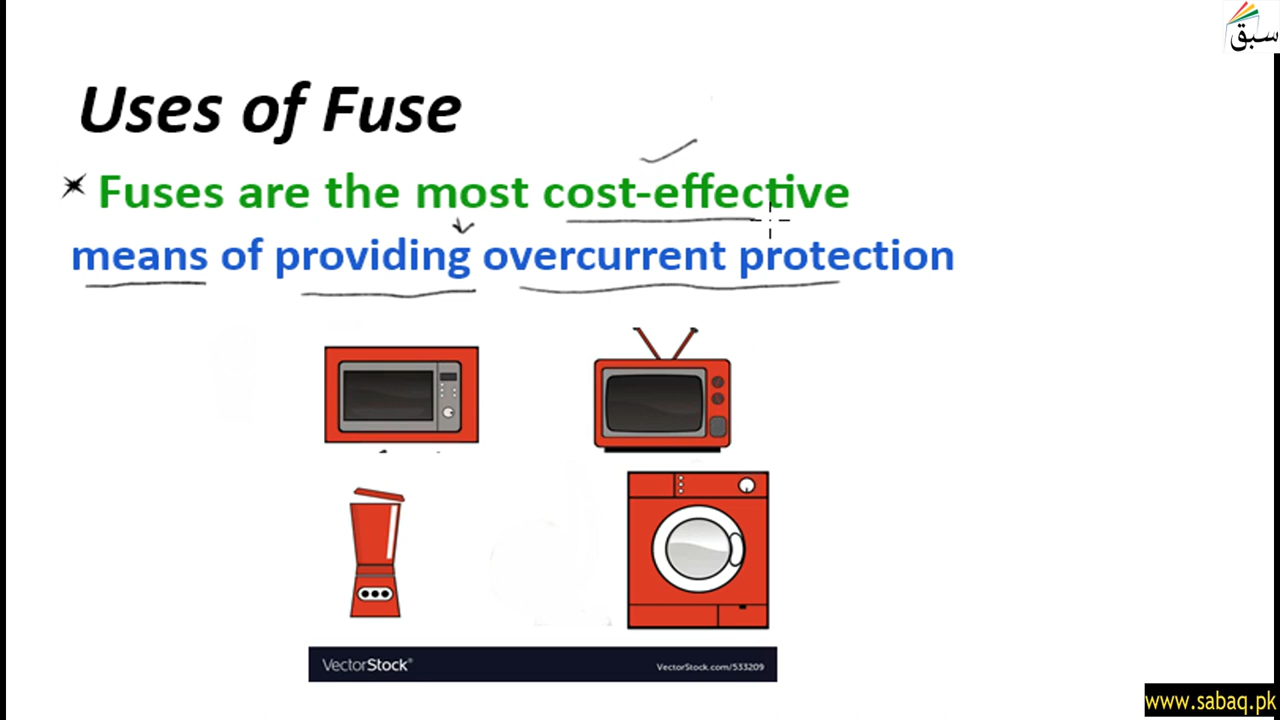 سبق
Uses of Fuse
Fuses are the most cost-effective
means of providing overcurrent protection
VectorStock®
VectorStock.com/533209
www.sabaq.pk